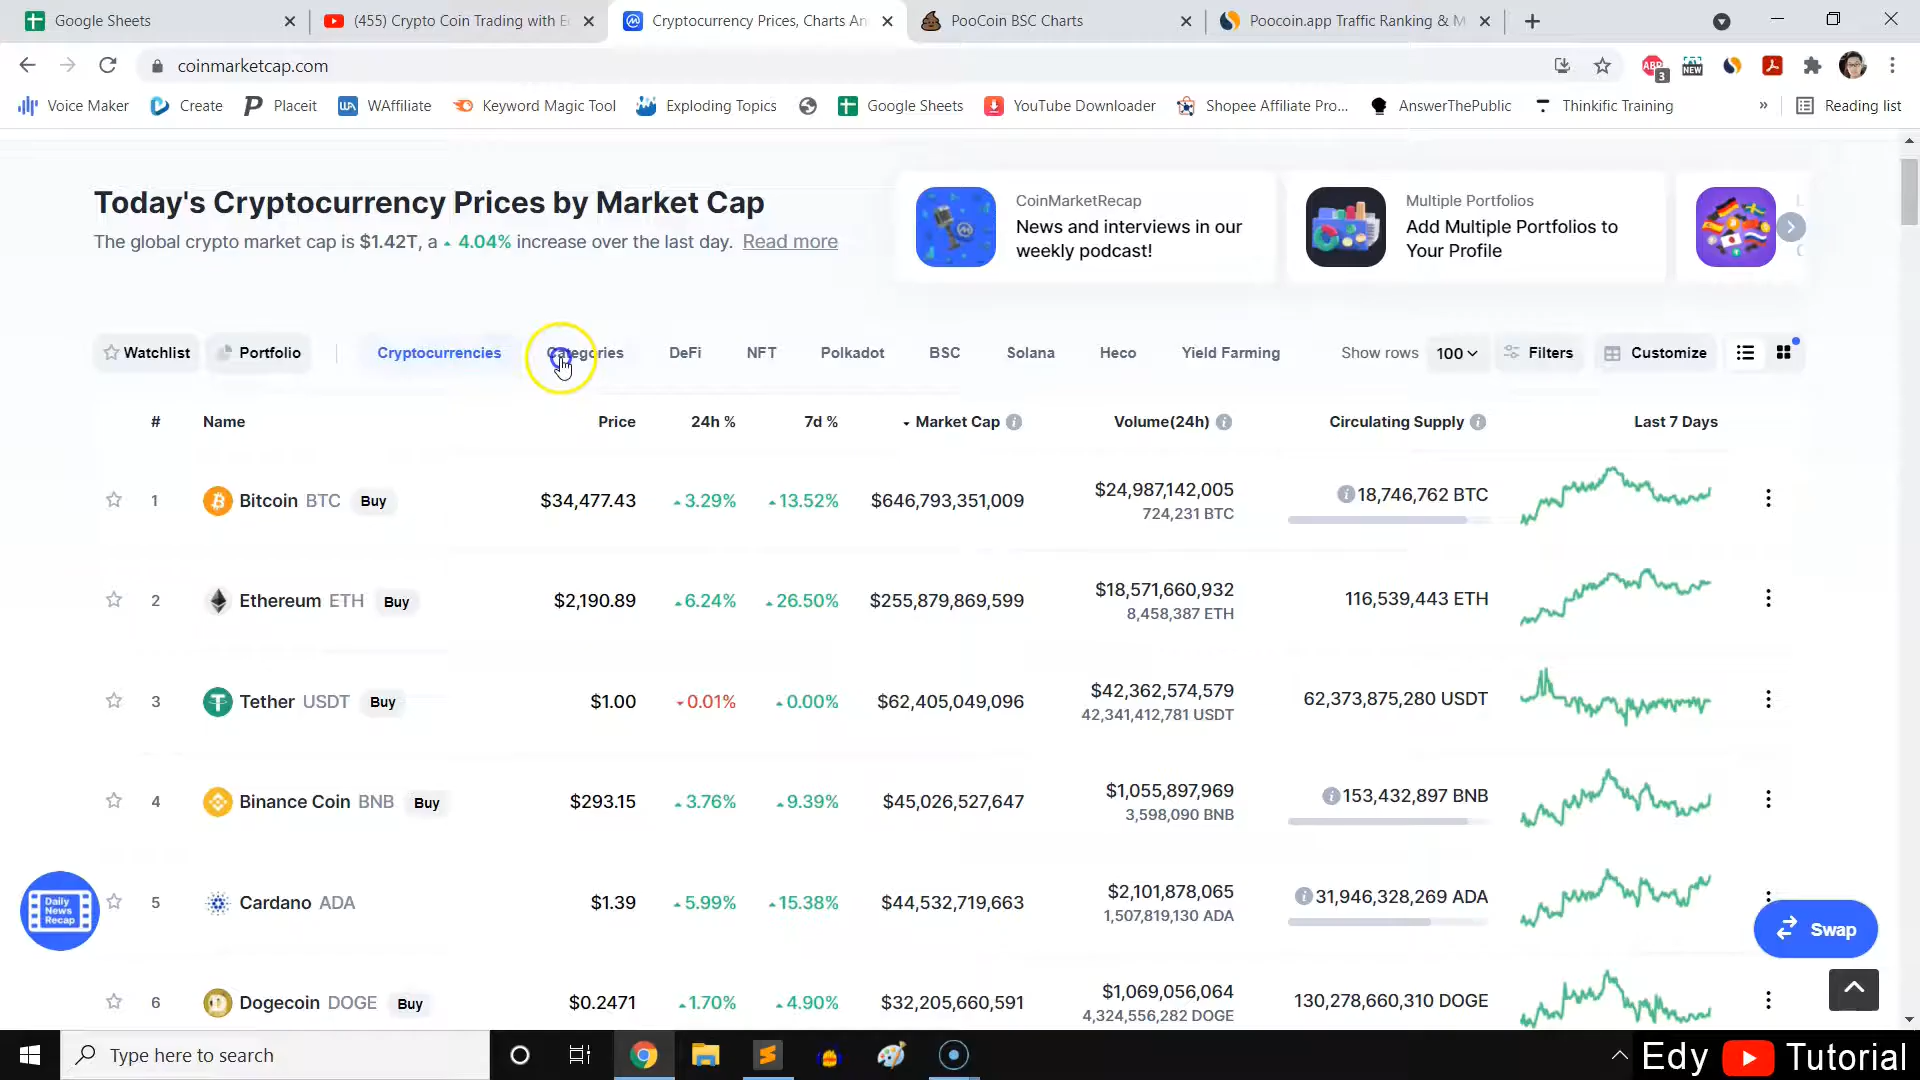 Google Sheets
(455) Crypto Coin Trading with E
Cryptocurrency Prices, Charts An
PooCoin BSC Charts
Poocoin.app Traffic Ranking & M
coinmarketcap.com
ABP 3
NEW
Voice Maker
Create
Placeit
WAffiliate
Keyword Magic Tool
Exploding Topics
Google Sheets
YouTube Downloader
Shopee Affiliate Pro...
AnswerThePublic
Thinkific Training
»
Reading list
Today's Cryptocurrency Prices by Market Cap
The global crypto market cap is $1.42T, a 4.04% increase over the last day. Read more
CoinMarketRecap
News and interviews in our
weekly podcast!
Multiple Portfolios
Add Multiple Portfolios to
Your Profile
Watchlist Portfolio Cryptocurrencies Categories DeFi NFT Polkadot BSC Solana Heco Yield Farming Show rows 100 Filters Customize
# Name Price 24h % 7d % Market Cap Volume(24h) Circulating Supply Last 7 Days
1 Bitcoin BTC Buy $34,477.43 3.29% 13.52% $646,793,351,009 $24,987,142,005 18,746,762 BTC
724,231 BTC
2 Ethereum ETH Buy $2,190.89 6.24% 26.50% $255,879,869,599 $18,571,660,932 116,539,443 ETH
8,458,387 ETH
3 Tether USDT Buy $1.00 0.01% 0.00% $62,405,049,096 $42,362,574,579 62,373,875,280 USDT
42,341,412,781 USDT
4 Binance Coin BNB Buy $293.15 3.76% 9.39% $45,026,527,647 $1,055,897,969 153,432,897 BNB
3,598,090 BNB
5 Cardano ADA $1.39 5.99% 15.38% $44,532,719,663 $2,101,878,065 31,946,328,269 ADA
1,507,819,130 ADA
Daily
News
Recap
Swap
6 Dogecoin DOGE Buy $0.2471 1.70% 4.90% $32,205,660,591 $1,069,056,064 130,278,660,310 DOGE
4,324,556,282 DOGE
Type here to search
Edy Tutorial